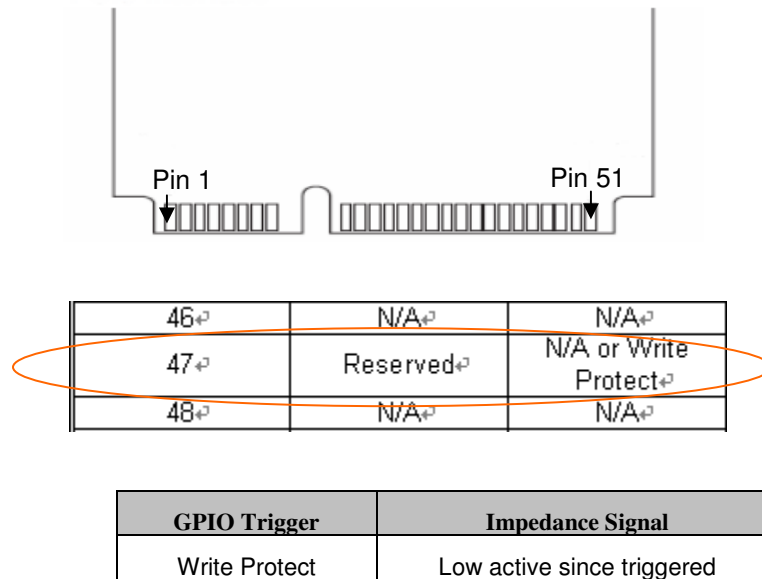 Pin 1 Pin 51
46↵ N/A↵ N/A↵
47↵ Reserved↵ N/A or Write
Protect↵
48↵ N/A↵ N/A↵
GPIO Trigger Impedance Signal
Write Protect Low active since triggered